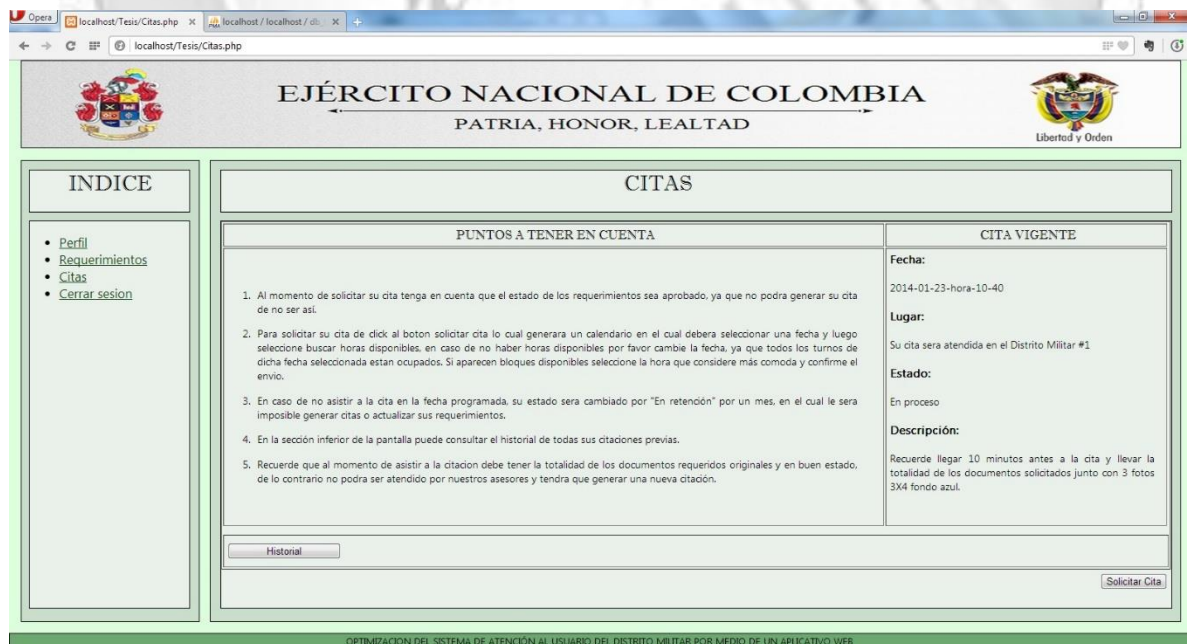 Opera
localhost/Tesis/Citas.php
localhost / localhost / db
localhost/Tesis/Citas.php
EJÉRCITO NACIONAL DE COLOMBIA
PATRIA, HONOR, LEALTAD
Libertad y Orden
INDICE
Perfil
Requerimientos
Citas
Cerrar sesion
CITAS
PUNTOS A TENER EN CUENTA
1. Al momento de solicitar su cita tenga en cuenta que el estado de los requerimientos sea aprobado, ya que no podra generar su cita
de no ser así.
2. Para solicitar su cita de click al boton solicitar cita lo cual generara un calendario en el cual debera seleccionar una fecha y luego
seleccione buscar horas disponibles, en caso de no haber horas disponibles por favor cambie la fecha, ya que todos los turnos de
dicha fecha seleccionada estan ocupados. Si aparecen bloques disponibles seleccione la hora que considere más comoda y confirme el
envio.
3. En caso de no asistir a la cita en la fecha programada, su estado sera cambiado por "En retención" por un mes, en el cual le sera
imposible generar citas o actualizar sus requerimientos.
4. En la sección inferior de la pantalla puede consultar el historial de todas sus citaciones previas.
5. Recuerde que al momento de asistir a la citacion debe tener la totalidad de los documentos requeridos originales y en buen estado,
de lo contrario no podra ser atendido por nuestros asesores y tendra que generar una nueva citación.
CITA VIGENTE
Fecha:
2014-01-23-hora-10-40
Lugar:
Su cita sera atendida en el Distrito Militar #1
Estado:
En proceso
Descripción:
Recuerde llegar 10 minutos antes a la cita y llevar la
totalidad de los documentos solicitados junto con 3 fotos
3X4 fondo azul.
Historial
Solicitar Cita
OPTIMIZACION DEL SISTEMA DE ATENCIÓN AL USUARIO DEL DISTRITO MILITAR POR MEDIO DE UN APLICATIVO WEB